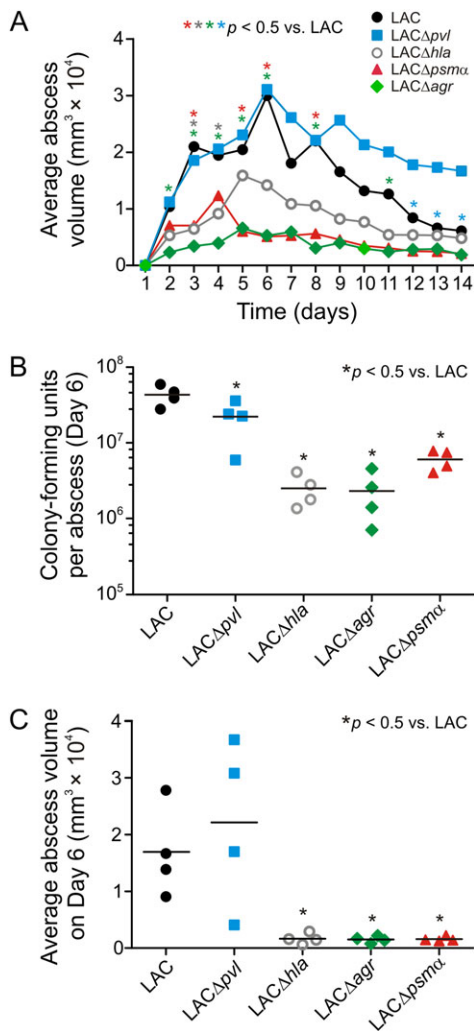 A
****p < 0.5 vs. LAC
LAC
LACΔpvl
LACΔhla
LACΔpsmα
LACΔagr
Average abscess
volume (mm³ × 10⁴)
4
3
2
1
0
1 2 3 4 5 6 7 8 9 10 11 12 13 14
Time (days)
B
*p < 0.5 vs. LAC
Colony-forming units
per abscess (Day 6)
10⁸
10⁷
10⁶
10⁵
* * * *
LAC LACΔpvl LACΔhla LACΔagr LACΔpsmα
C
*p < 0.5 vs. LAC
Average abscess volume
on Day 6 (mm³ × 10⁴)
4
3
2
1
0
* * *
LAC LACΔpvl LACΔhla LACΔagr LACΔpsmα